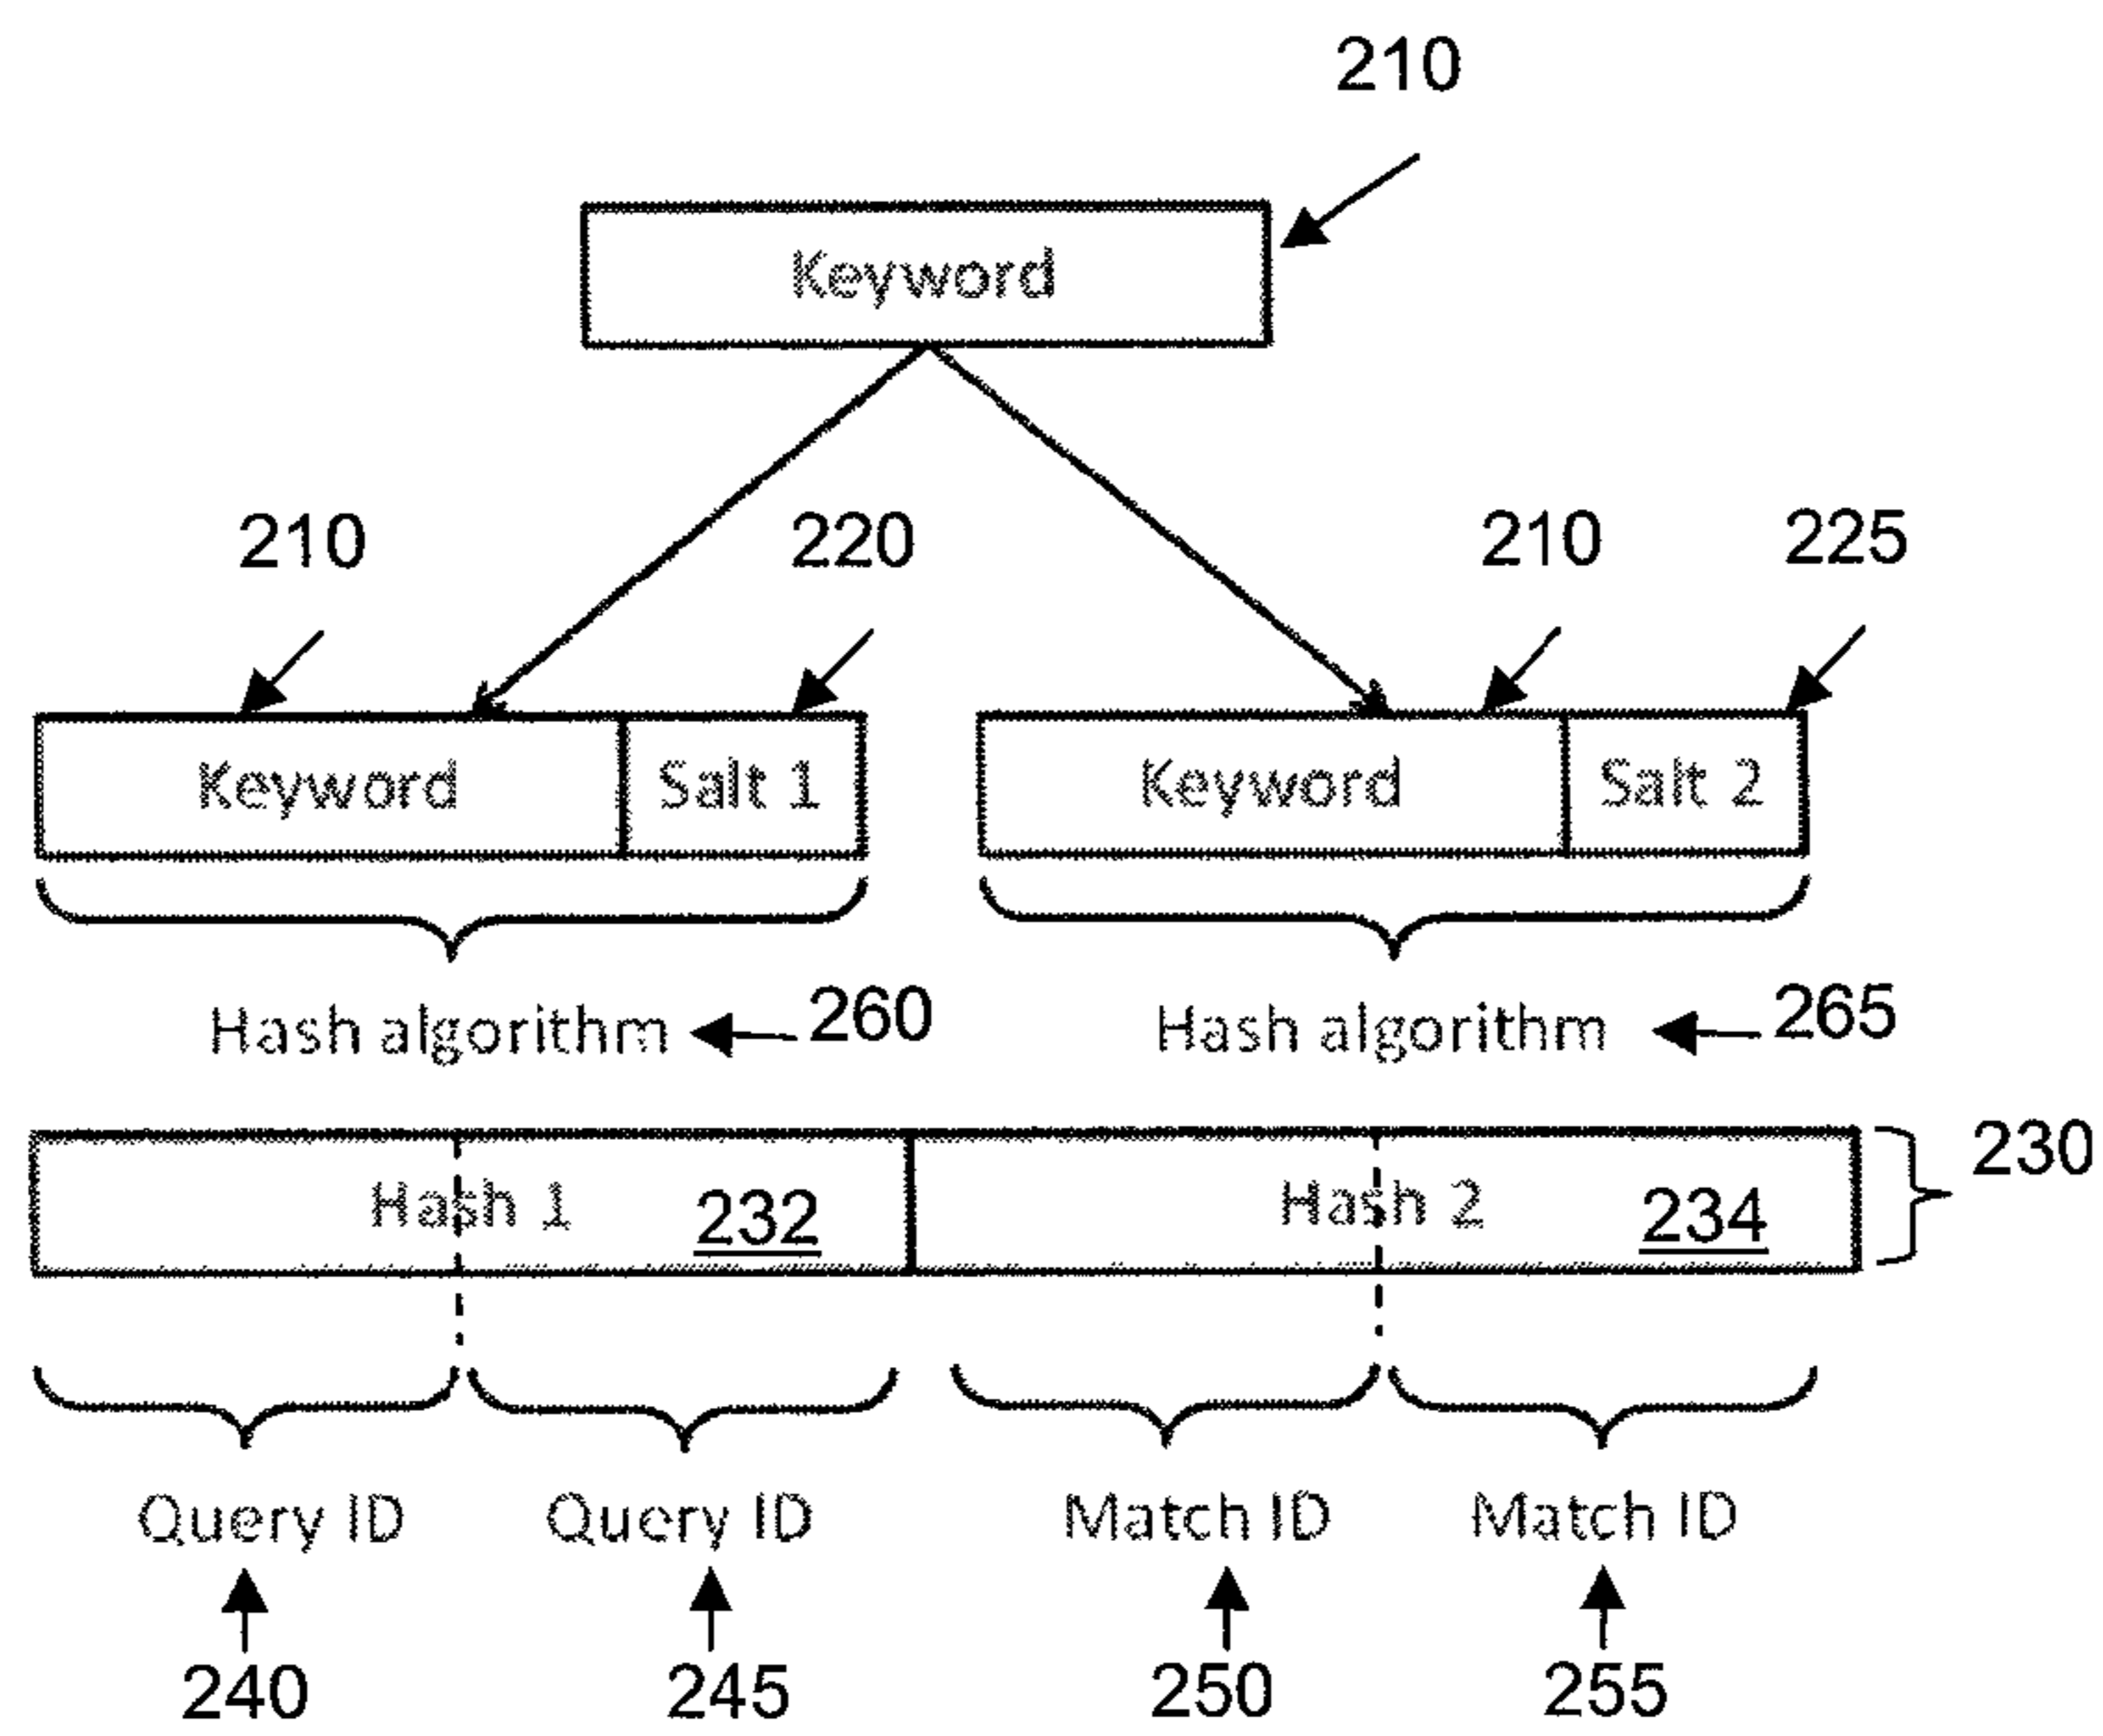 210
Keyword
210 220 210 225
Keyword Salt 1 Keyword Salt 2
Hash algorithm 260 Hash algorithm 265
Hash 1 232 Hash 2 234 230
Query ID Query ID Match ID Match ID
240 245 250 255